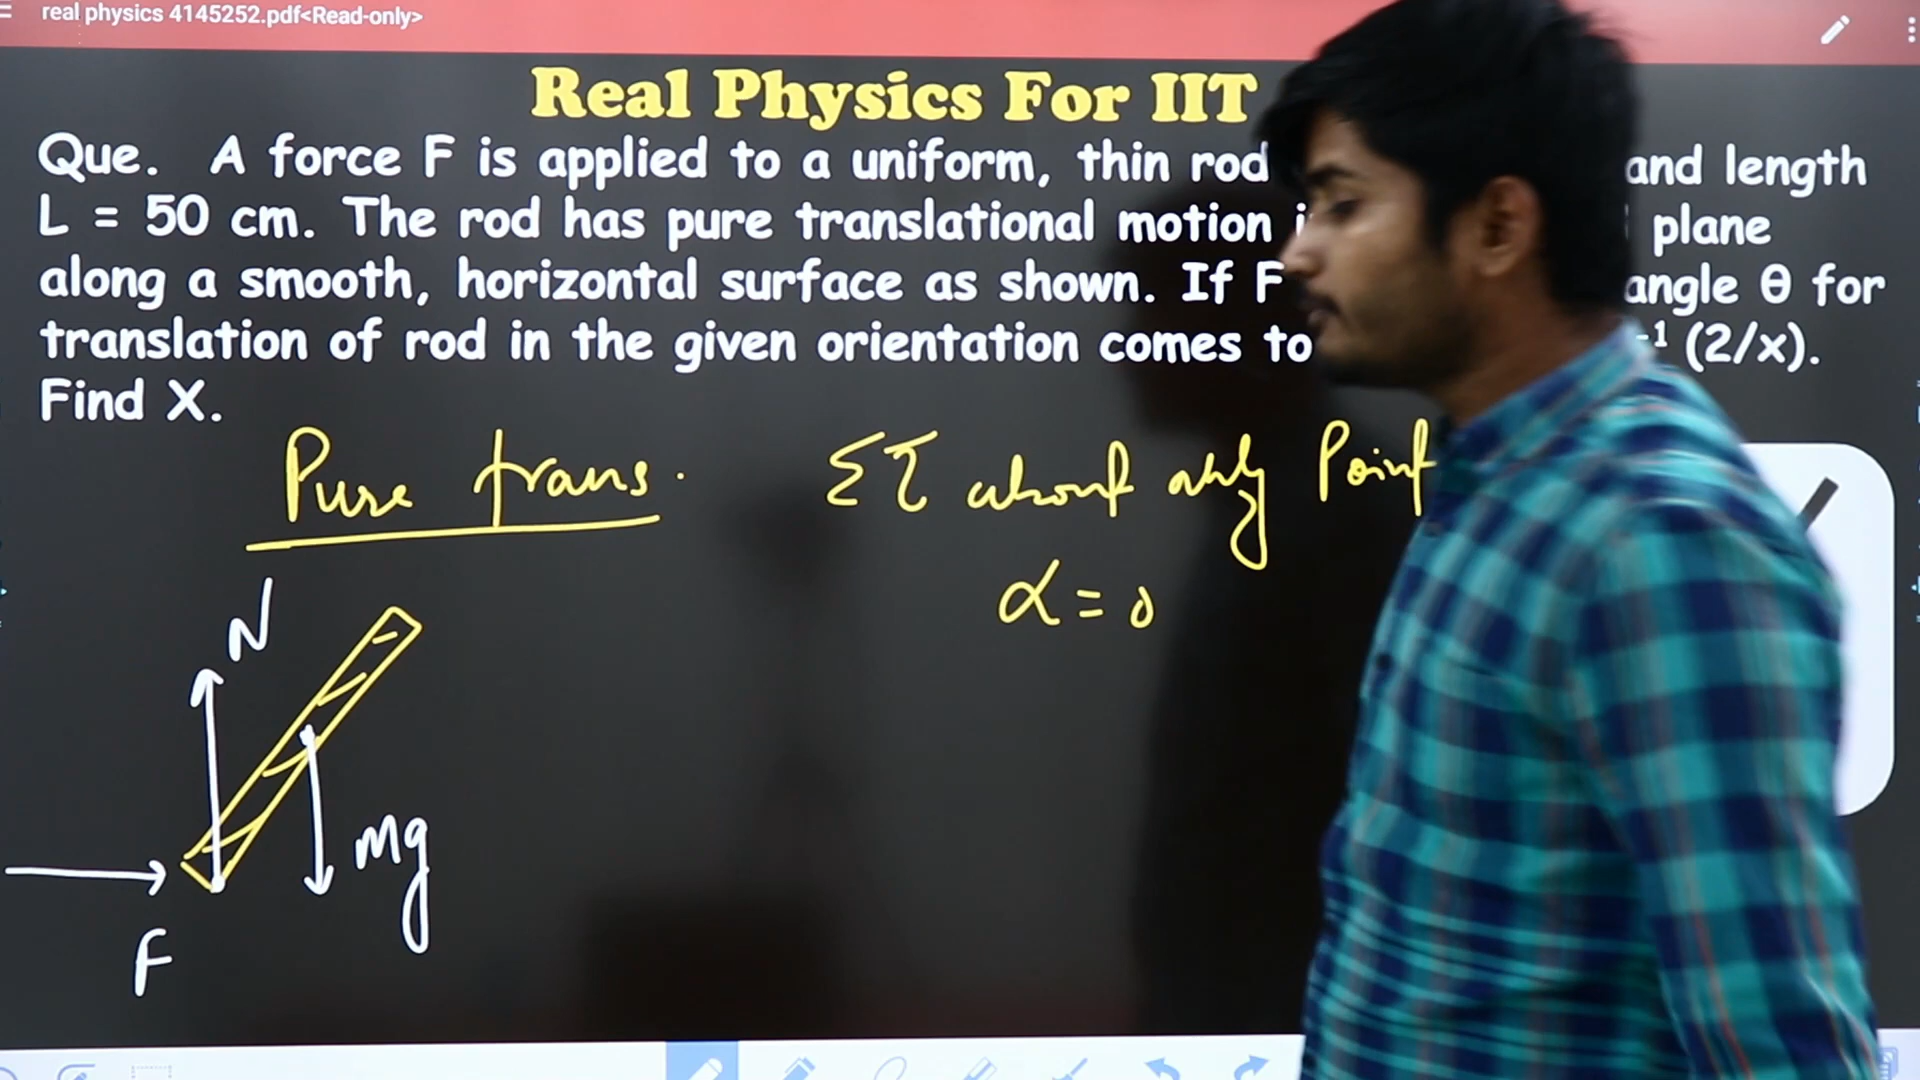 real physics 4145252.pdf<Read-only>
Real Physics For IIT
Que. A force F is applied to a uniform, thin rod and length
L = 50 cm. The rod has pure translational motion plane
along a smooth, horizontal surface as shown. If F angle θ for
translation of rod in the given orientation comes to -1 (2/x).
Find X.
Pure trans. Στ about any Point
α = 0
N
mg
F